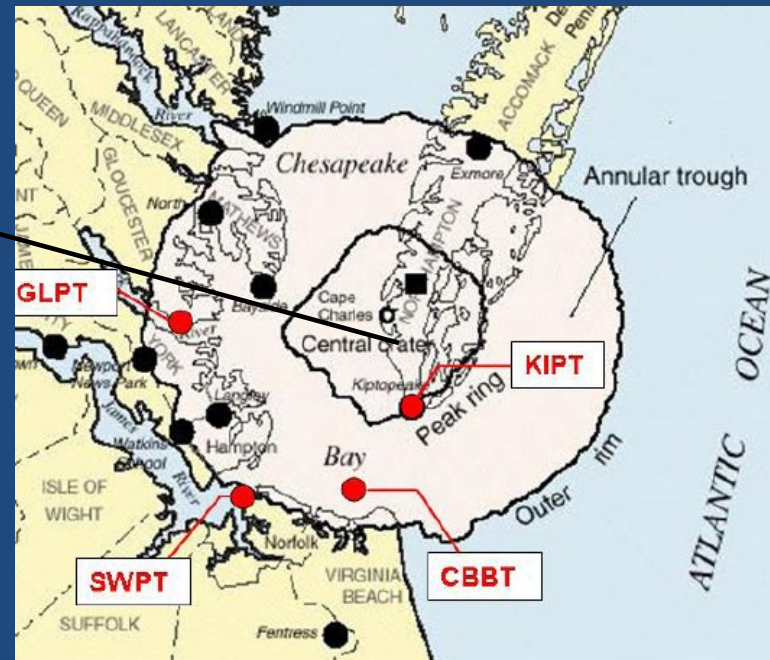 Rappahannock
River
LANCASTER
LAND
ACCOMACK
QUEEN
MIDDLESEX
Windmill Point
Chesapeake
Exmore
Annular trough
GLOUCESTER
North
MATHEWS
NORTHAMPTON
GLPT
Bayside
Cape
Charles
Central crater
River
YORK
KIPT
Kiptopeake
Peak ring
Newport
News Park
James
River
Langley
Watkins
School
Hampton
Bay
Outer rim
ATLANTIC OCEAN
ISLE OF
WIGHT
SWPT
Norfolk
CBBT
VIRGINIA
BEACH
SUFFOLK
Fentress